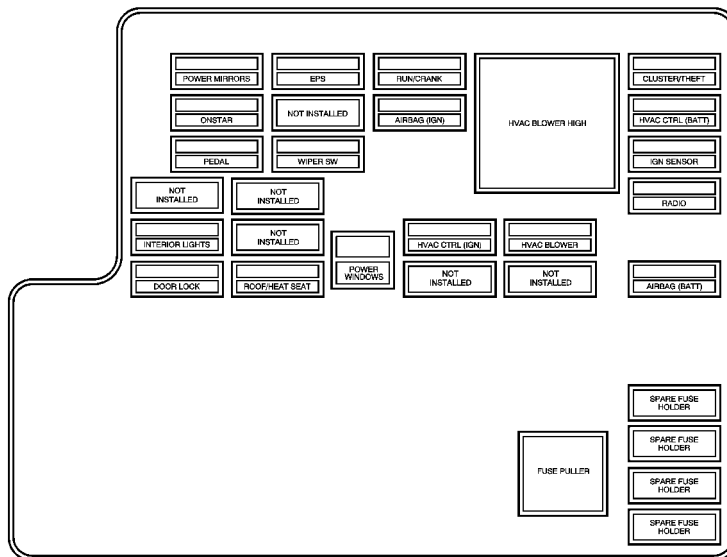 POWER MIRRORS
EPS
RUN/CRANK
HVAC BLOWER HIGH
CLUSTER/THEFT
ONSTAR
NOT INSTALLED
AIRBAG (IGN)
HVAC CTRL (BATT)
PEDAL
WIPER SW
IGN SENSOR
NOT
INSTALLED
NOT
INSTALLED
RADIO
INTERIOR LIGHTS
NOT
INSTALLED
POWER
WINDOWS
HVAC CTRL (IGN)
HVAC BLOWER
DOOR LOCK
ROOF/HEAT SEAT
NOT
INSTALLED
NOT
INSTALLED
AIRBAG (BATT)
SPARE FUSE
HOLDER
SPARE FUSE
HOLDER
FUSE PULLER
SPARE FUSE
HOLDER
SPARE FUSE
HOLDER